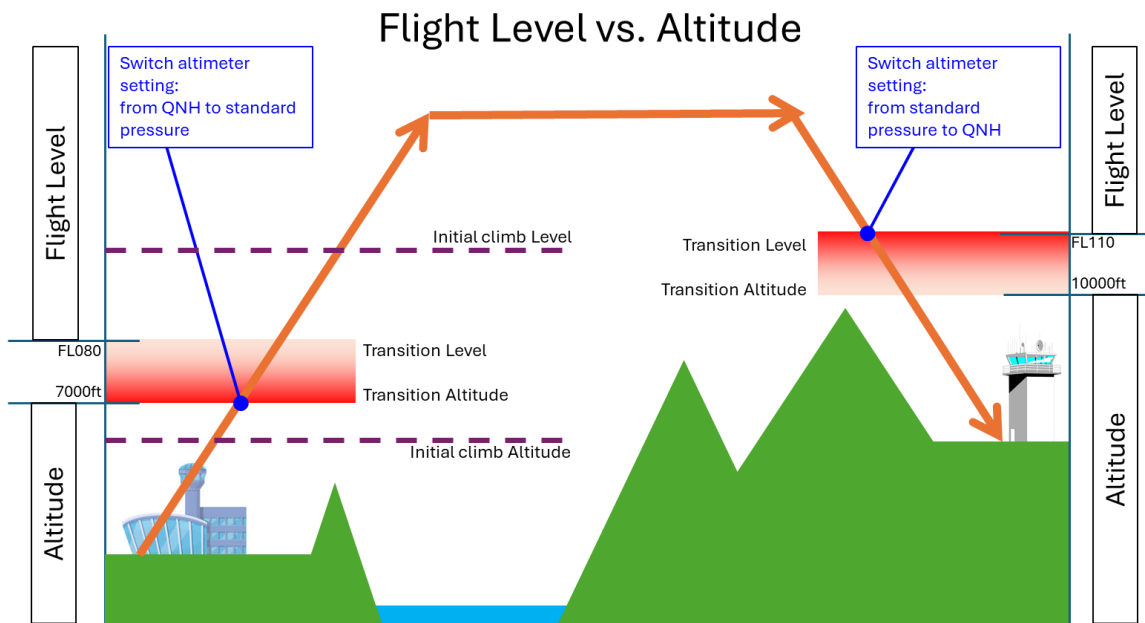 Flight Level vs. Altitude
Flight Level
Switch altimeter
setting:
from QNH to standard
pressure
Switch altimeter
setting:
from standard
pressure to QNH
Flight Level
Initial climb Level
Transition Level
FL110
Transition Altitude
10000ft
FL080
Transition Level
7000ft
Transition Altitude
Initial climb Altitude
Altitude
Altitude